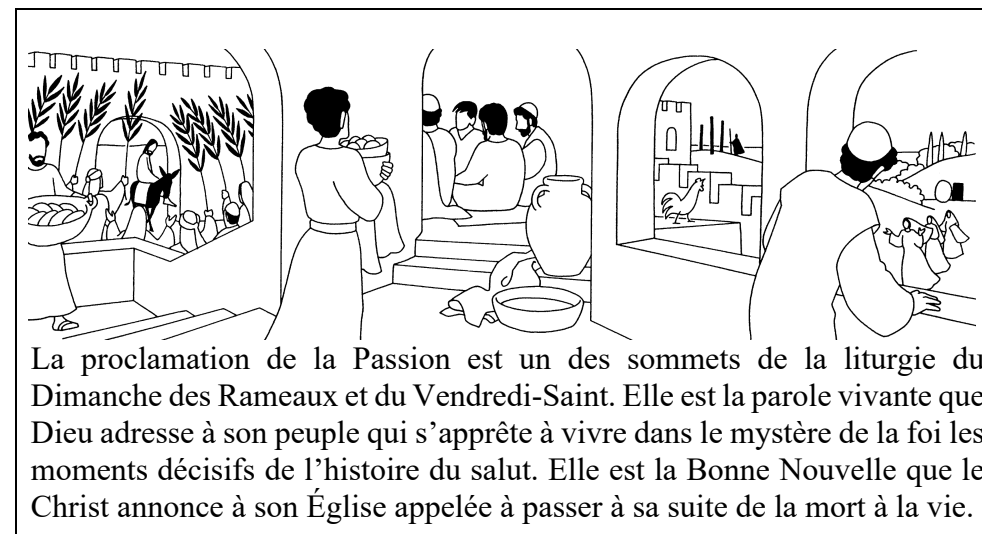 La proclamation de la Passion est un des sommets de la liturgie du
Dimanche des Rameaux et du Vendredi-Saint. Elle est la parole vivante que
Dieu adresse à son peuple qui s’apprête à vivre dans le mystère de la foi les
moments décisifs de l’histoire du salut. Elle est la Bonne Nouvelle que le
Christ annonce à son Église appelée à passer à sa suite de la mort à la vie.